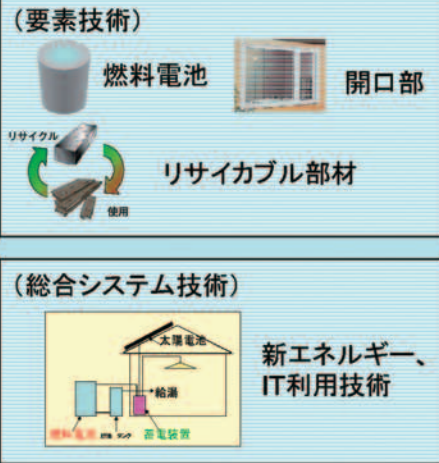 (要素技術)
燃料電池
開口部
リサイクル
使用
リサイカブル部材
(総合システム技術)
太陽電池
給湯
燃料電池
タンク
蓄電装置
新エネルギー、
IT利用技術